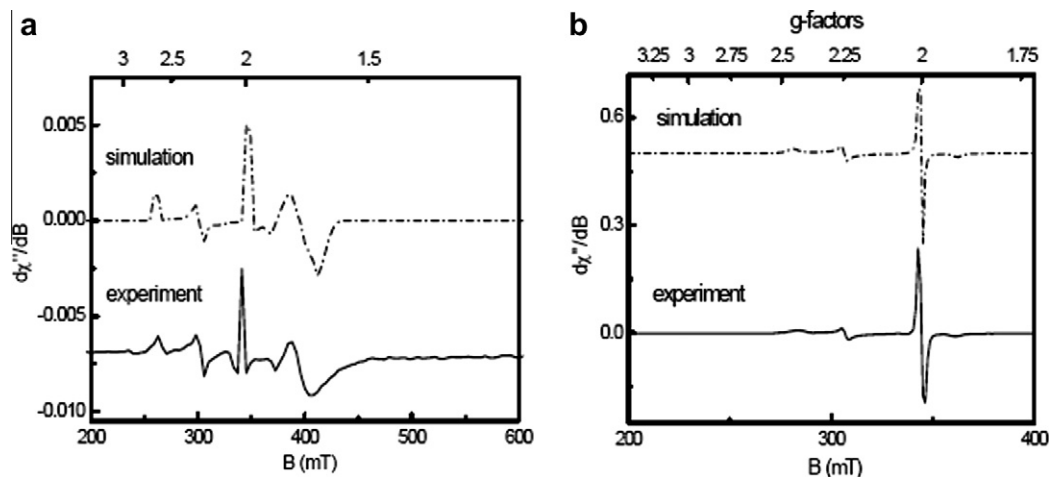 a
3 2.5 2 1.5
0.005
0.000
-0.005
-0.010
dχ''/dB
simulation
experiment
200 300 400 500 600
B (mT)
b
g-factors
3.25 3 2.75 2.5 2.25 2 1.75
0.6
0.3
0.0
dχ''/dB
simulation
experiment
200 300 400
B (mT)